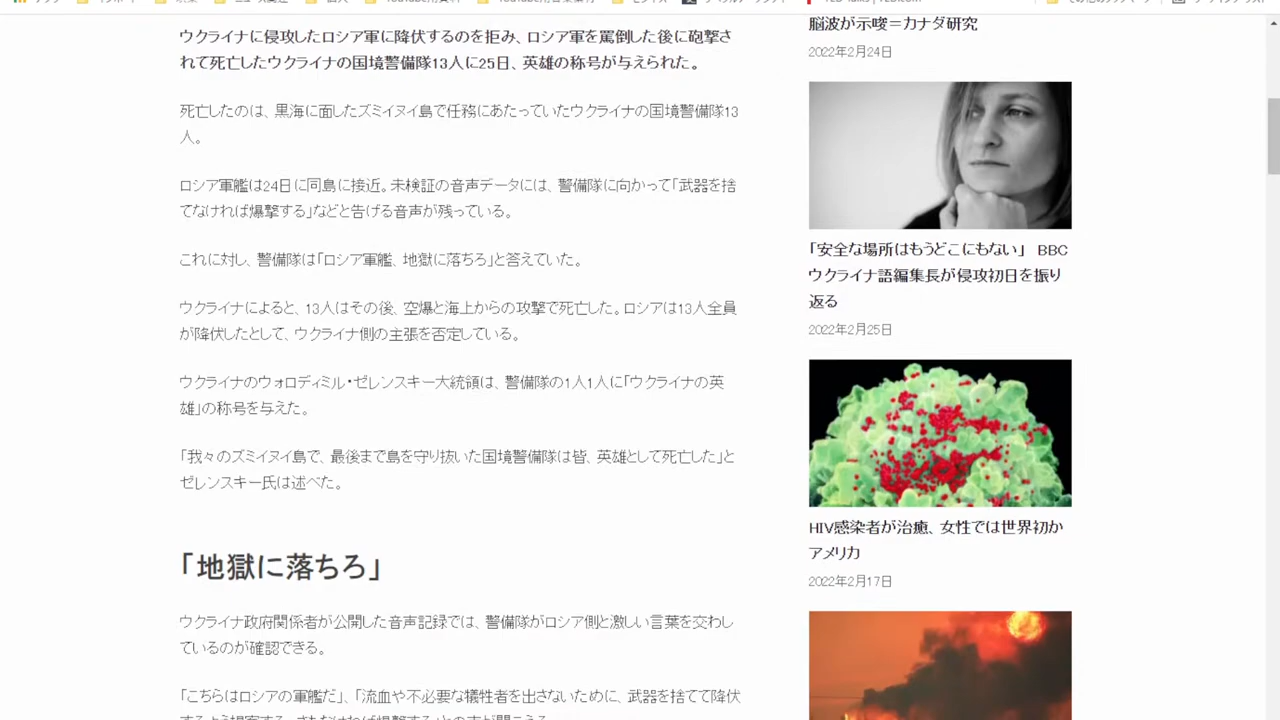 ウクライナに侵攻したロシア軍に降伏するのを拒み、ロシア軍を罵倒した後に砲撃さ
れて死亡したウクライナの国境警備隊13人に25日、英雄の称号が与えられた。
死亡したのは、黒海に面したズミイヌイ島で任務にあたっていたウクライナの国境警備隊13
人。
ロシア軍艦は24日に同島に接近。未検証の音声データには、警備隊に向かって「武器を捨
てなければ爆撃する」などと告げる音声が残っている。
これに対し、警備隊は「ロシア軍艦、地獄に落ちろ」と答えていた。
ウクライナによると、13人はその後、空爆と海上からの攻撃で死亡した。ロシアは13人全員
が降伏したとして、ウクライナ側の主張を否定している。
ウクライナのウォロディミル・ゼレンスキー大統領は、警備隊の1人1人に「ウクライナの英
雄」の称号を与えた。
「我々のズミイヌイ島で、最後まで島を守り抜いた国境警備隊は皆、英雄として死亡した」と
ゼレンスキー氏は述べた。
「地獄に落ちろ」
ウクライナ政府関係者が公開した音声記録では、警備隊がロシア側と激しい言葉を交わし
ているのが確認できる。
「こちらはロシアの軍艦だ」、「流血や不必要な犠牲者を出さないために、武器を捨てて降伏
脳波が示唆＝カナダ研究
2022年2月24日
「安全な場所はもうどこにもない」 BBC
ウクライナ語編集長が侵攻初日を振り
返る
2022年2月25日
HIV感染者が治癒、女性では世界初か
アメリカ
2022年2月17日